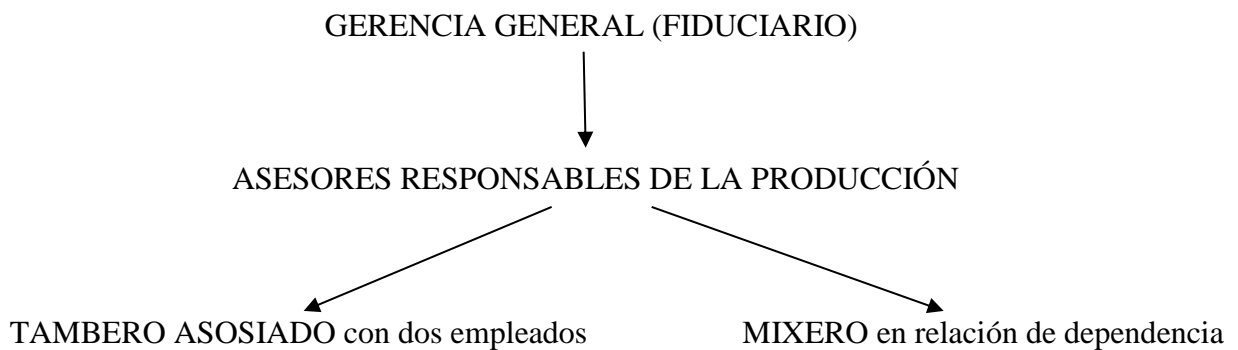 GERENCIA GENERAL (FIDUCIARIO)
ASESORES RESPONSABLES DE LA PRODUCCIÓN
TAMBERO ASOSIADO con dos empleados
MIXERO en relación de dependencia